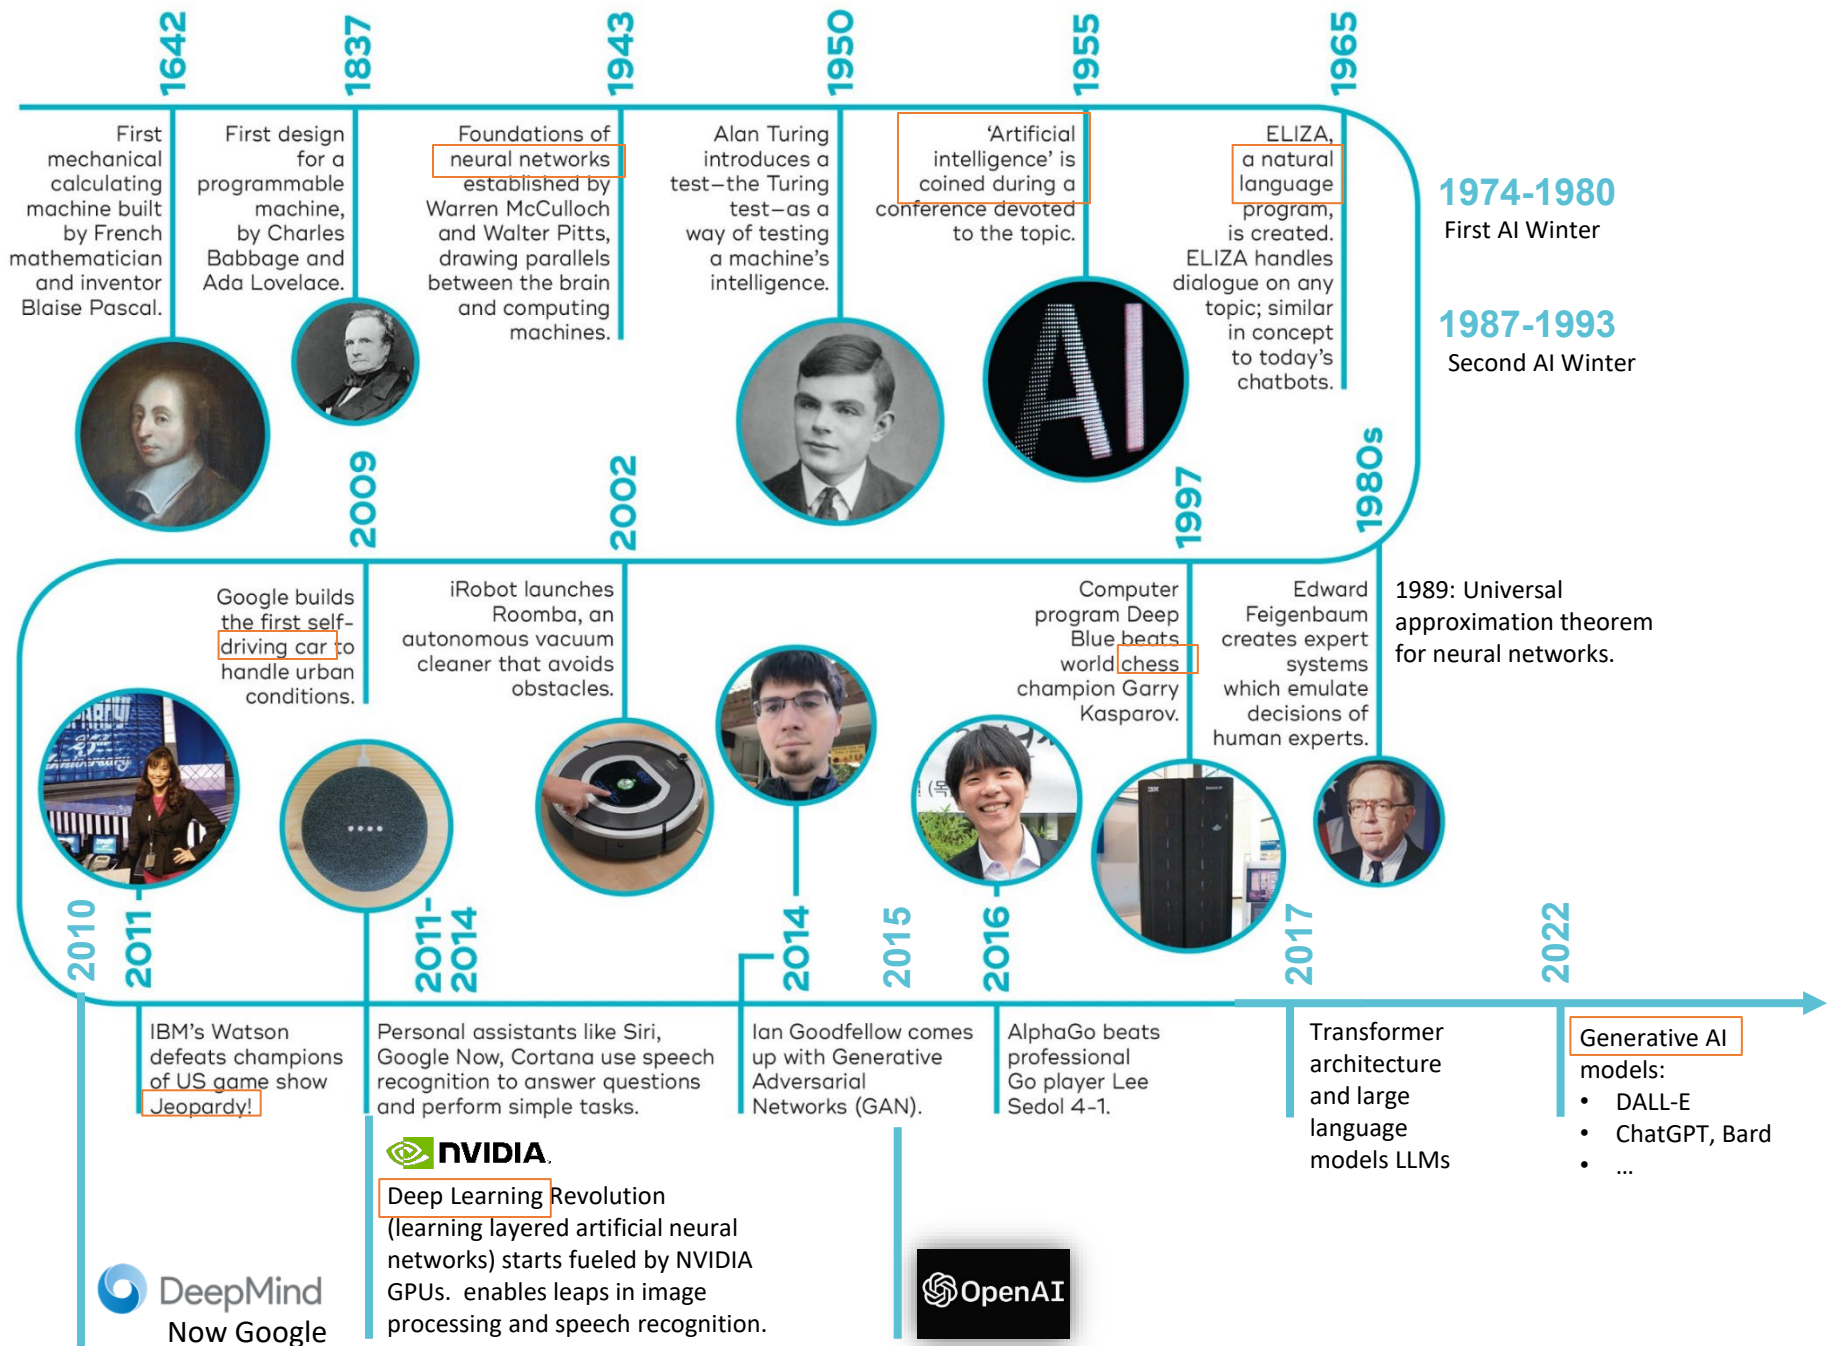 1642
First
mechanical
calculating
machine built
by French
mathematician
and inventor
Blaise Pascal.
1837
First design
for a
programmable
machine,
by Charles
Babbage and
Ada Lovelace.
1943
Foundations of
neural networks
established by
Warren McCulloch
and Walter Pitts,
drawing parallels
between the brain
and computing
machines.
1950
Alan Turing
introduces a
test—the Turing
test—as a
way of testing
a machine's
intelligence.
1955
'Artificial
intelligence' is
coined during a
conference devoted
to the topic.
AI
1965
ELIZA,
a natural
language
program,
is created.
ELIZA handles
dialogue on any
topic; similar
in concept
to today's
chatbots.
1974-1980
First AI Winter
1987-1993
Second AI Winter
1980s
Edward
Feigenbaum
creates expert
systems
which emulate
decisions of
human experts.
1989: Universal
approximation theorem
for neural networks.
1997
Computer
program Deep
Blue beats
world chess
champion Garry
Kasparov.
IBM
2002
iRobot launches
Roomba, an
autonomous vacuum
cleaner that avoids
obstacles.
2009
Google builds
the first self-
driving car to
handle urban
conditions.
2010
DeepMind
Now Google
2011
IBM's Watson
defeats champions
of US game show
Jeopardy!
2011-
2014
Personal assistants like Siri,
Google Now, Cortana use speech
recognition to answer questions
and perform simple tasks.
NVIDIA.
Deep Learning Revolution
(learning layered artificial neural
networks) starts fueled by NVIDIA
GPUs. enables leaps in image
processing and speech recognition.
2014
Ian Goodfellow comes
up with Generative
Adversarial
Networks (GAN).
2015
OpenAI
2016
(목
AlphaGo beats
professional
Go player Lee
Sedol 4-1.
2017
Transformer
architecture
and large
language
models LLMs
2022
Generative AI
models:
• DALL-E
• ChatGPT, Bard
• ...